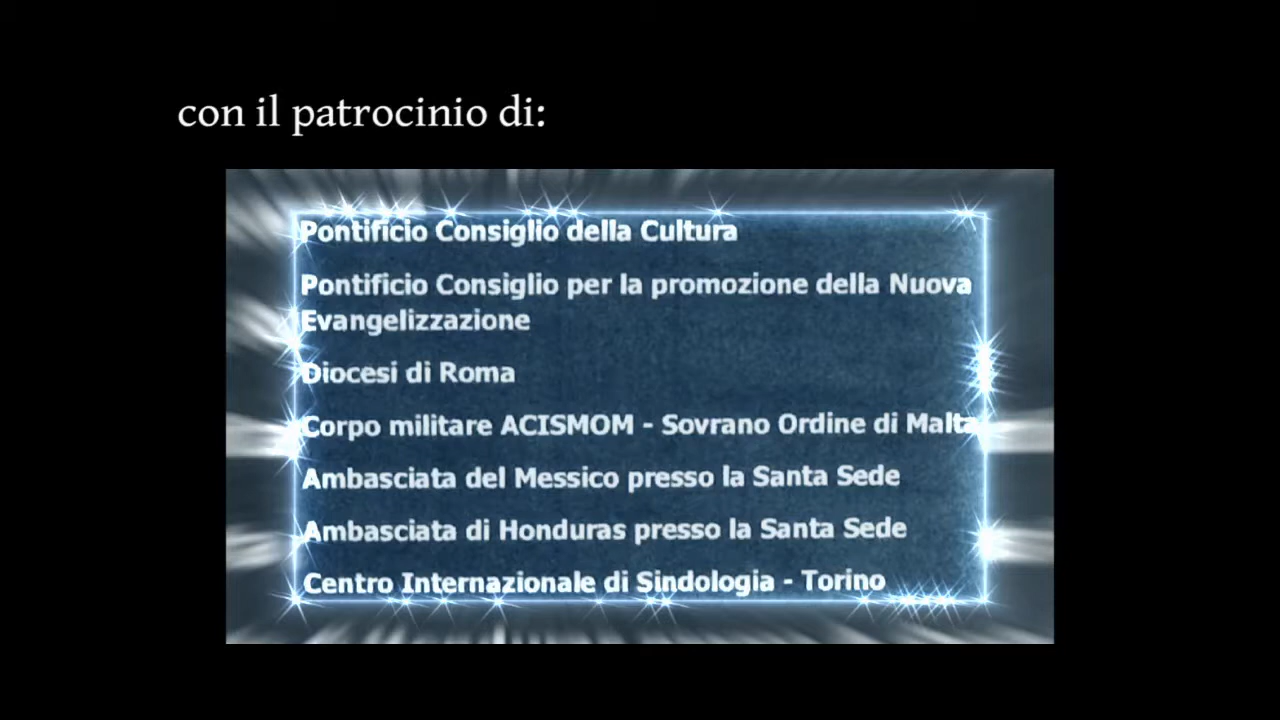 con il patrocinio di:
Pontificio Consiglio della Cultura
Pontificio Consiglio per la promozione della Nuova
Evangelizzazione
Diocesi di Roma
Corpo militare ACISMOM - Sovrano Ordine di Malta
Ambasciata del Messico presso la Santa Sede
Ambasciata di Honduras presso la Santa Sede
Centro Internazionale di Sindologia - Torino